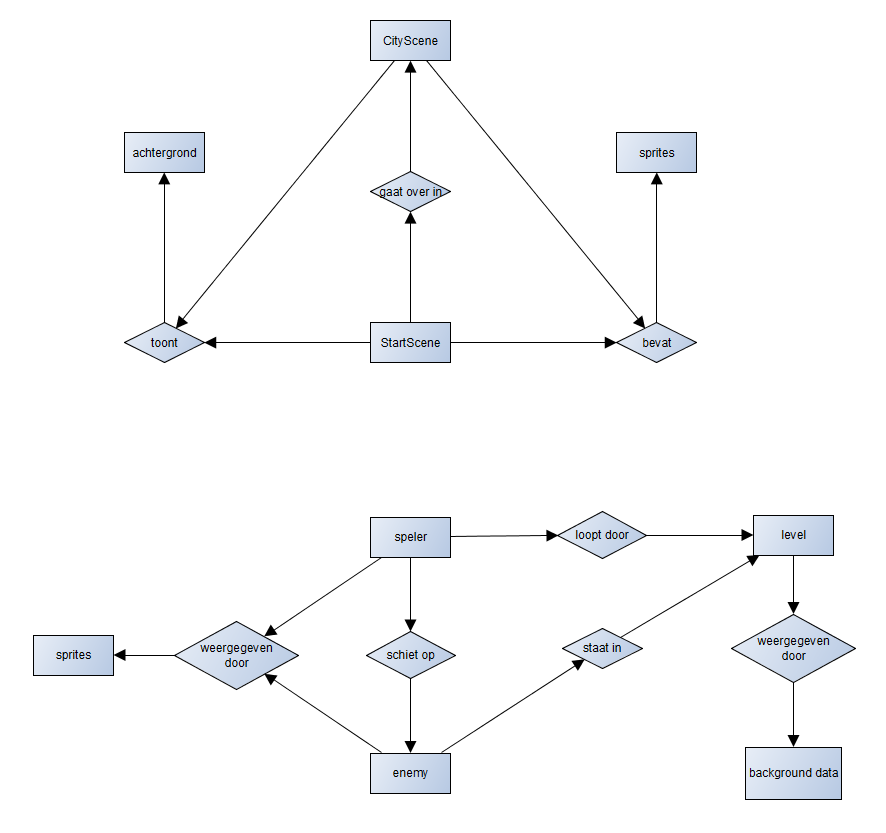 CityScene
achtergrond
sprites
gaat over in
toont
StartScene
bevat
speler
loopt door
level
sprites
weergegeven
door
schiet op
staat in
weergegeven
door
enemy
background data